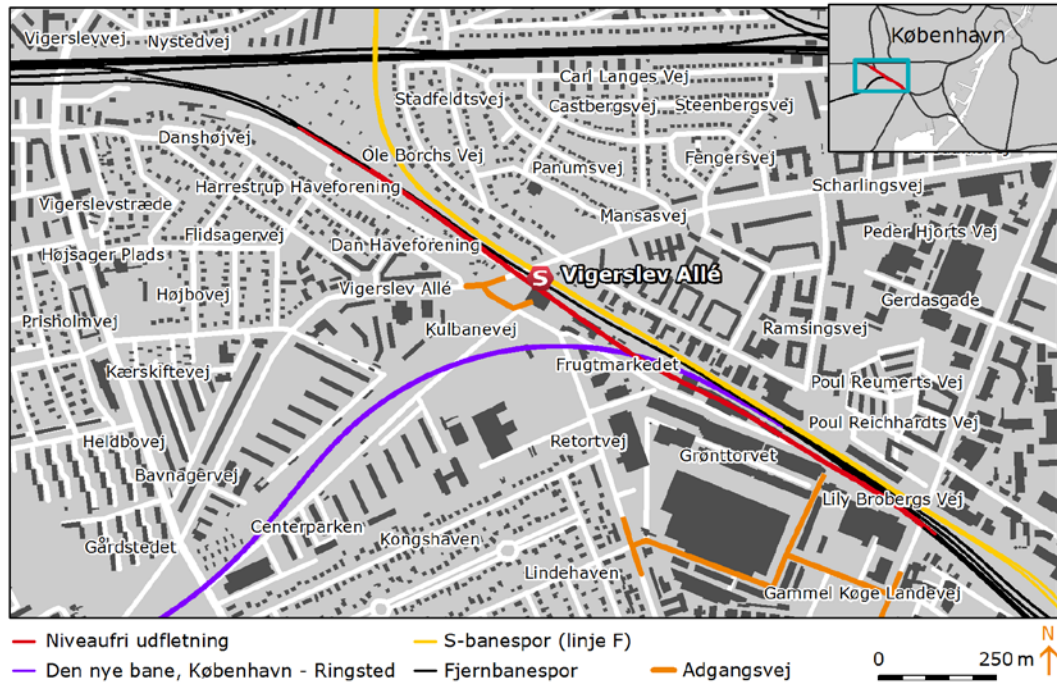 København
Vigerslevvej
Nystedvej
Carl Langes Vej
Stadfeldtsvej
Castbergsvej
Steenbergsvej
Danshøjvej
Ole Borchs Vej
Fengersvej
Panumsvej
Harrestrup Haveforening
Scharlingsvej
Vigerslevstræde
Mansasvej
Flidsagervej
Peder Hjorts Vej
Dan Haveforening
Højsager Plads
S Vigerslev Allé
Vigerslev Allé
Højbovej
Gerdasgade
Prisholmvej
Kulbanevej
Ramsingsvej
Frugtmarkedet
Kærskiftevej
Poul Reumerts Vej
Poul Reichhardts Vej
Heldbovej
Retortvej
Grønttorvet
Bavnagervej
Lily Brobergs Vej
Centerparken
Kongshaven
Gårdstedet
Lindehaven
Gammel Køge Landevej
Niveaufri udfletning
S-banespor (linje F)
Den nye bane, København - Ringsted
Fjernbanespor
Adgangsvej
0 250 m
N